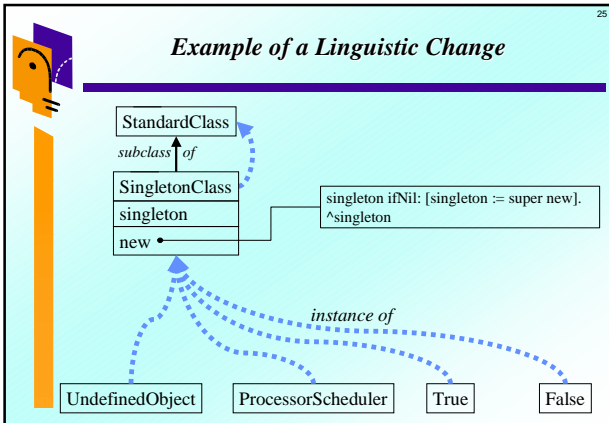 25
Example of a Linguistic Change
StandardClass
subclass of
SingletonClass
singleton
new
singleton ifNil: [singleton := super new].
^singleton
instance of
UndefinedObject
ProcessorScheduler
True
False